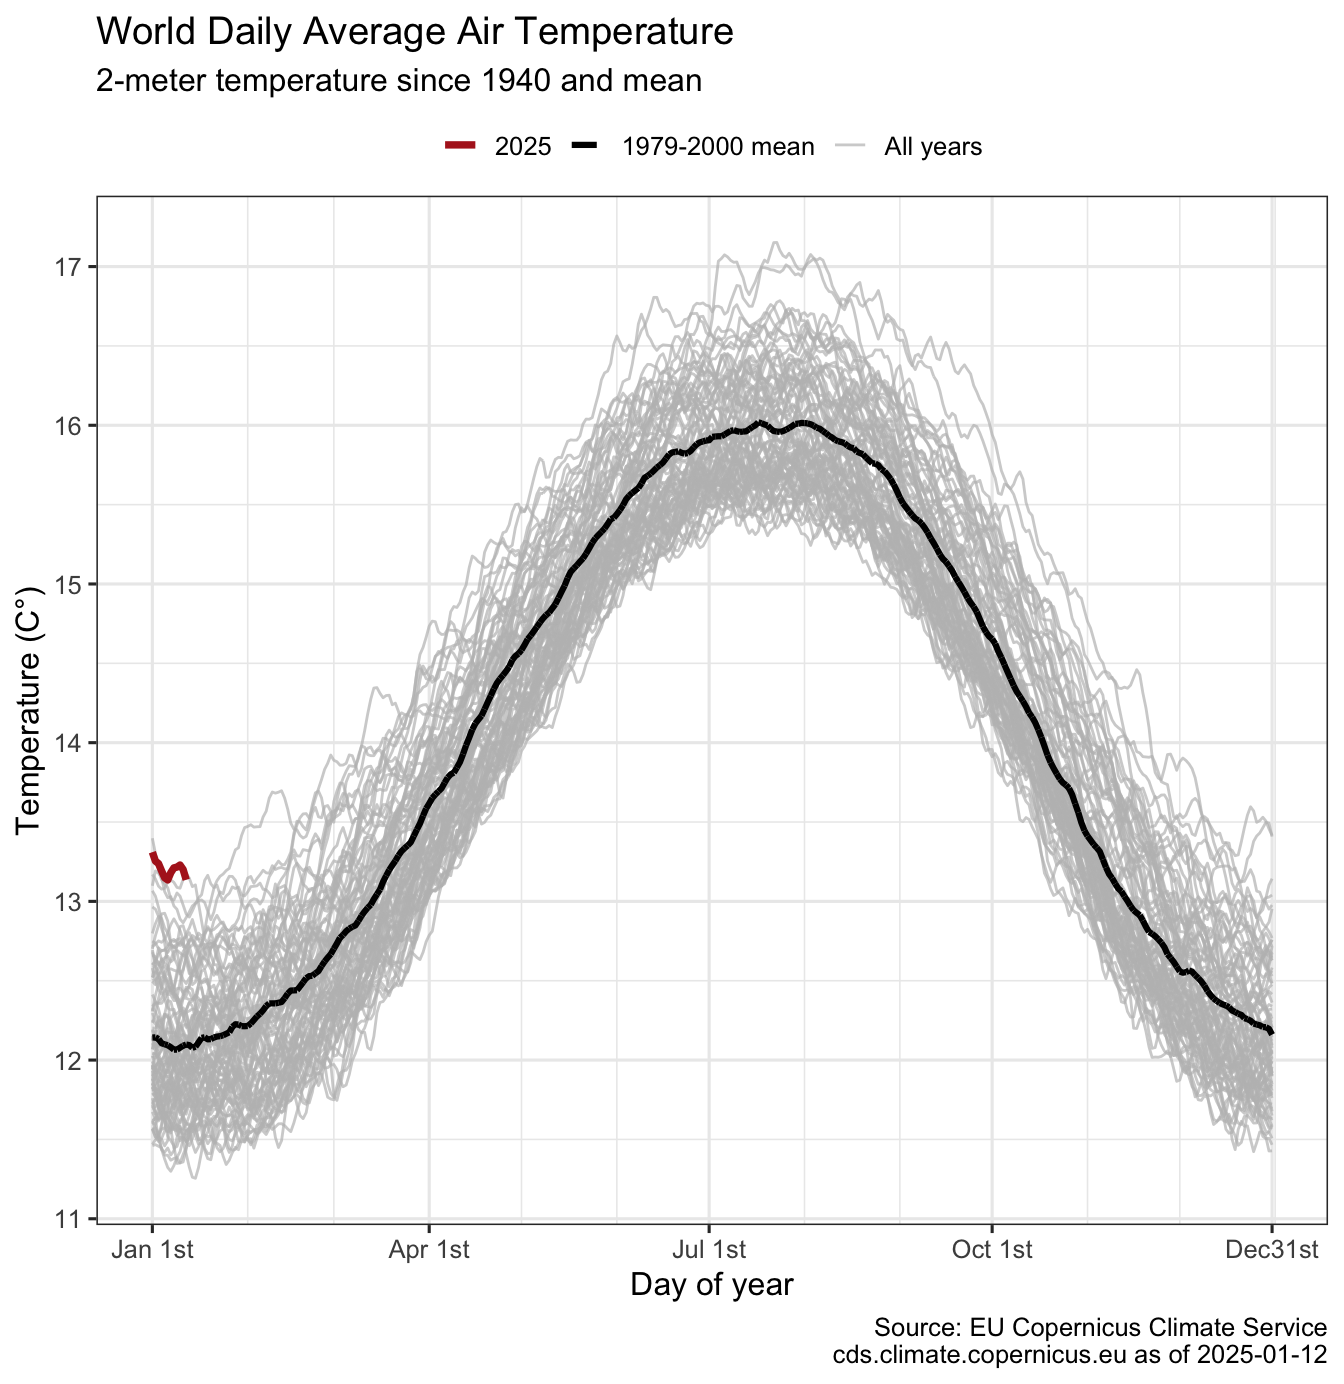 World Daily Average Air Temperature
2-meter temperature since 1940 and mean
2025 1979-2000 mean All years
17
16
15
14
13
12
11
Temperature (C°)
Jan 1st Apr 1st Jul 1st Oct 1st Dec31st
Day of year
Source: EU Copernicus Climate Service
cds.climate.copernicus.eu as of 2025-01-12